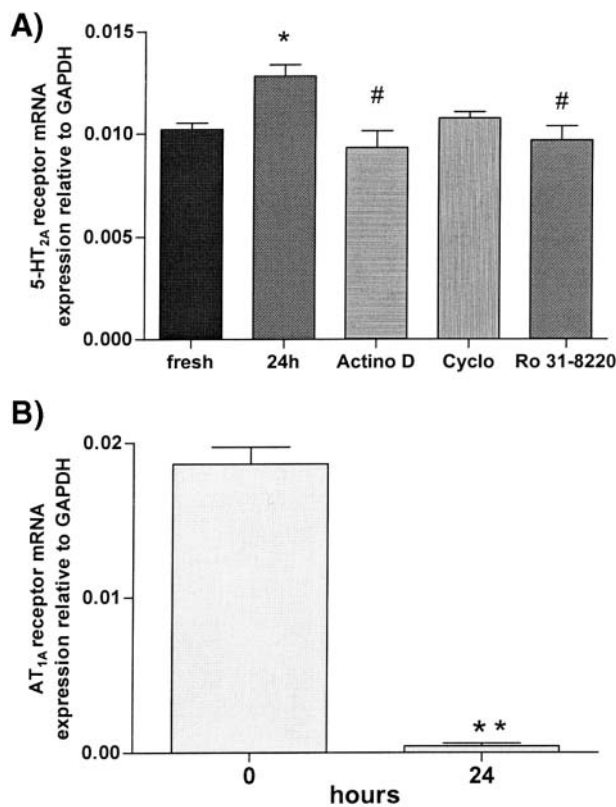 A)
5-HT2A receptor mRNA
expression relative to GAPDH
0.015
0.010
0.005
0.000
*
#
#
fresh 24h Actino D Cyclo Ro 31-8220
B)
AT1A receptor mRNA
expression relative to GAPDH
0.02
0.01
0.00
* *
0 24
hours